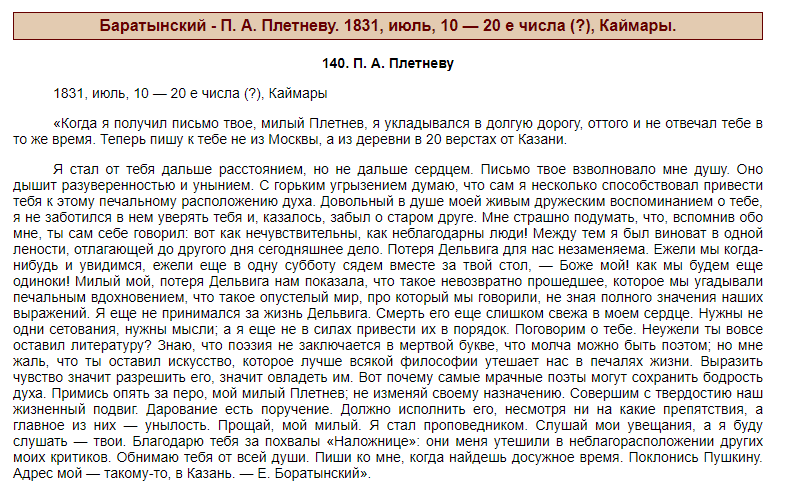 Баратынский - П. А. Плетневу. 1831, июль, 10 — 20 е числа (?), Каймары.
140. П. А. Плетневу
1831, июль, 10 — 20 е числа (?), Каймары
«Когда я получил письмо твое, милый Плетнев, я укладывался в долгую дорогу, оттого и не отвечал тебе в
то же время. Теперь пишу к тебе не из Москвы, а из деревни в 20 верстах от Казани.
Я стал от тебя дальше расстоянием, но не дальше сердцем. Письмо твое взволновало мне душу. Оно
дышит разуверенностью и унынием. С горьким угрызением думаю, что сам я несколько способствовал привести
тебя к этому печальному расположению духа. Довольный в душе моей живым дружеским воспоминанием о тебе,
я не заботился в нем уверять тебя и, казалось, забыл о старом друге. Мне страшно подумать, что, вспомнив обо
мне, ты сам себе говорил: вот как нечувствительны, как неблагодарны люди! Между тем я был виноват в одной
лености, отлагающей до другого дня сегодняшнее дело. Потеря Дельвига для нас незаменяема. Ежели мы когда-
нибудь и увидимся, ежели еще в одну субботу сядем вместе за твой стол, — Боже мой! как мы будем еще
одиноки! Милый мой, потеря Дельвига нам показала, что такое невозвратно прошедшее, которое мы угадывали
печальным вдохновением, что такое опустелый мир, про который мы говорили, не зная полного значения наших
выражений. Я еще не принимался за жизнь Дельвига. Смерть его еще слишком свежа в моем сердце. Нужны не
одни сетования, нужны мысли; а я еще не в силах привести их в порядок. Поговорим о тебе. Неужели ты вовсе
оставил литературу? Знаю, что поэзия не заключается в мертвой букве, что молча можно быть поэтом; но мне
жаль, что ты оставил искусство, которое лучше всякой философии утешает нас в печалях жизни. Выразить
чувство значит разрешить его, значит овладеть им. Вот почему самые мрачные поэты могут сохранить бодрость
духа. Примись опять за перо, мой милый Плетнев; не изменяй своему назначению. Совершим с твердостию наш
жизненный подвиг. Дарование есть поручение. Должно исполнить его, несмотря ни на какие препятствия, а
главное из них — унылость. Прощай, мой милый. Я стал проповедником. Слушай мои увещания, а я буду
слушать — твои. Благодарю тебя за похвалы «Наложнице»: они меня утешили в неблагорасположении других
моих критиков. Обнимаю тебя от всей души. Пиши ко мне, когда найдешь досужное время. Поклонись Пушкину.
Адрес мой — такому-то, в Казань. — Е. Боратынский».